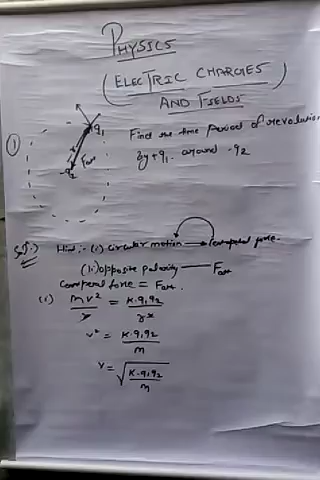 PHYSICS
(ELECTRIC CHARGES
AND FIELDS)
(1)
q1
Fatt
-q2
Find the time period of revolution
by +q1. around -q2
Sol:-) Hint:- (i) circular motion → centripetal force.
(ii) opposite polarity — Fatt
Centripetal force = Fatt.
(i) mv²/r = K.q1q2/r²
v² = K.q1q2/m
v = √(K.q1q2/m)